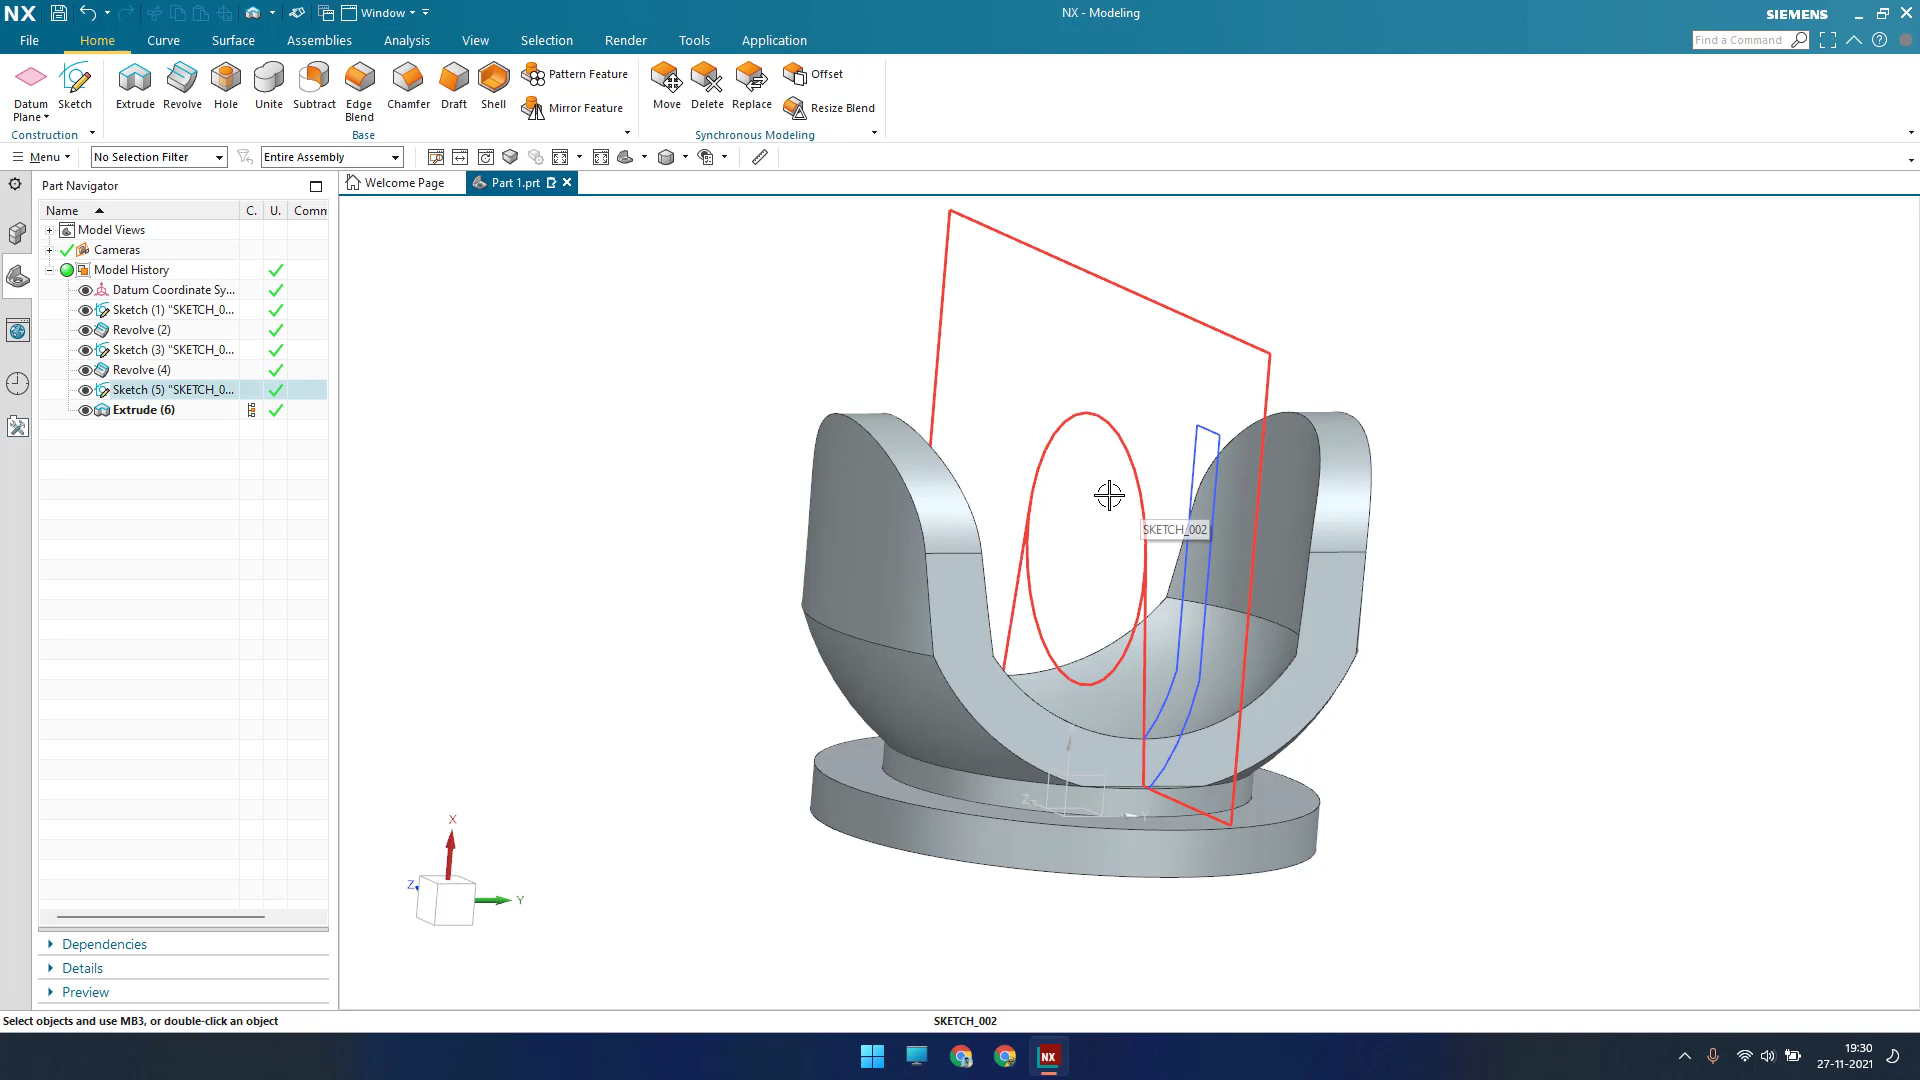 NX
Window
NX - Modeling
SIEMENS
File Home Curve Surface Assemblies Analysis View Selection Render Tools Application
Find a Command
Datum Plane
Sketch
Extrude
Revolve
Hole
Unite
Subtract
Edge Blend
Chamfer
Draft
Shell
Pattern Feature
Mirror Feature
Move
Delete
Replace
Offset
Resize Blend
Construction
Base
Synchronous Modeling
Menu
No Selection Filter
Entire Assembly
Part Navigator
Welcome Page
Part 1.prt
Name C. U. Comm
Model Views
Cameras
Model History
Datum Coordinate Sy...
Sketch (1) "SKETCH_0...
Revolve (2)
Sketch (3) "SKETCH_0...
Revolve (4)
Sketch (5) "SKETCH_0...
Extrude (6)
SKETCH_002
Z
Y
X
Z
Y
Dependencies
Details
Preview
Select objects and use MB3, or double-click an object
SKETCH_002
NX
19:30
27-11-2021